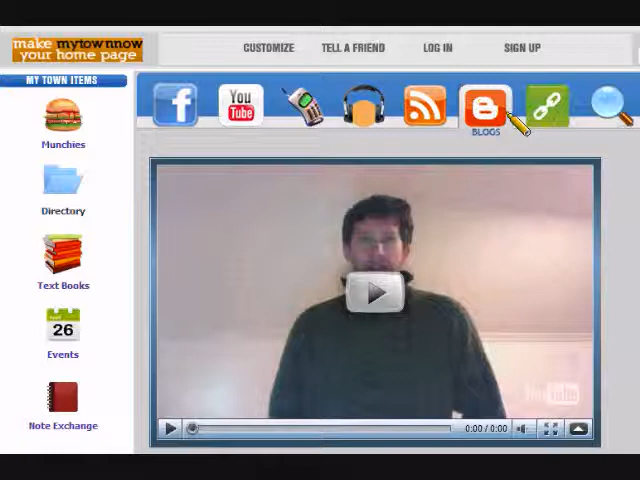 make mytownnow
your home page
CUSTOMIZE TELL A FRIEND LOG IN SIGN UP
MY TOWN ITEMS
f
You
Tube
BLOGS
Munchies
Directory
Text Books
26
Events
Note Exchange
YouTube
0:00 / 0:00